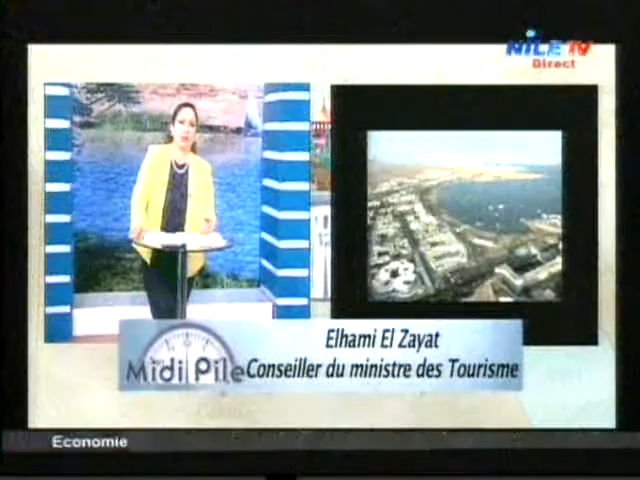 NiLE TV
Direct
Midi Pile
Elhami El Zayat
Conseiller du ministre des Tourisme
Economie